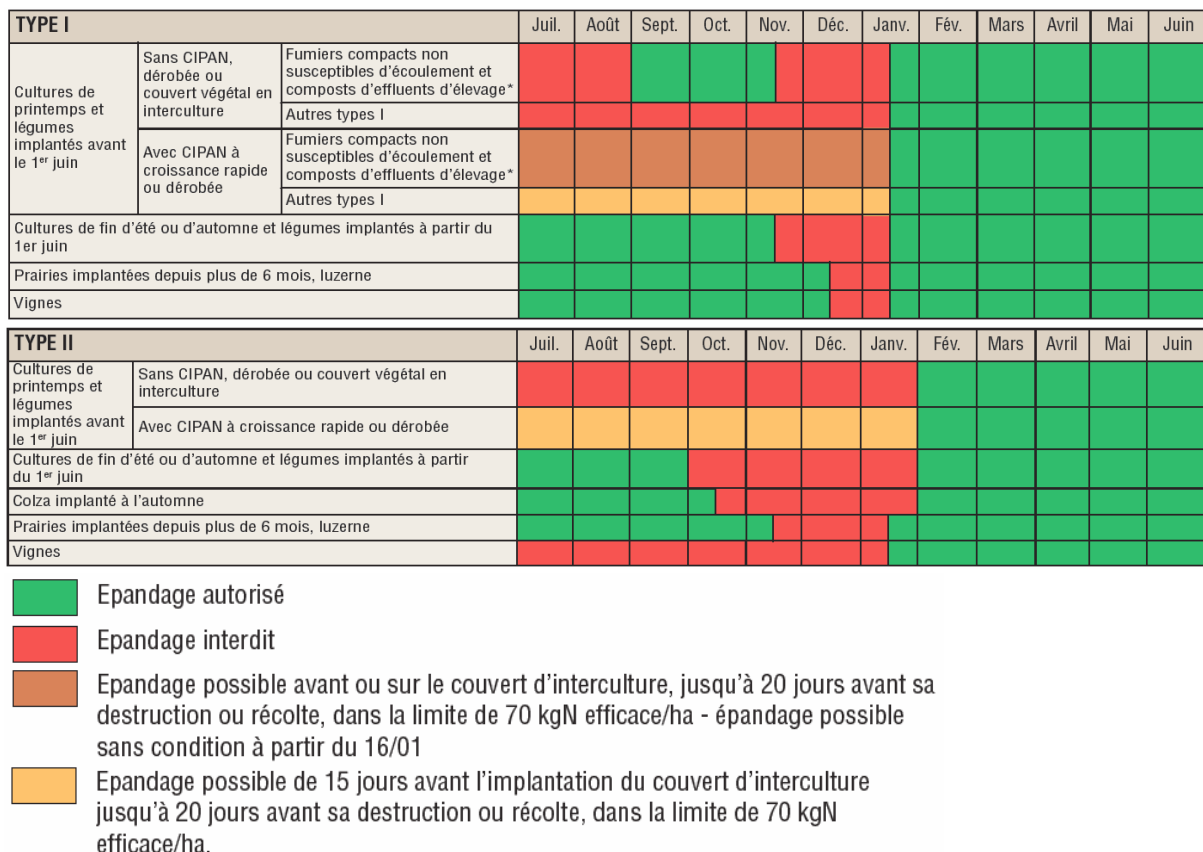 TYPE I Juil. Août Sept. Oct. Nov. Déc. Janv. Fév. Mars Avril Mai Juin
Cultures de
printemps et
légumes
implantés avant
le 1er juin
Sans CIPAN,
dérobée ou
couvert végétal en
interculture
Fumiers compacts non
susceptibles d'écoulement et
composts d'effluents d'élevage*
Autres types I
Avec CIPAN à
croissance rapide
ou dérobée
Fumiers compacts non
susceptibles d'écoulement et
composts d'effluents d'élevage*
Autres types I
Cultures de fin d'été ou d'automne et légumes implantés à partir du
1er juin
Prairies implantées depuis plus de 6 mois, luzerne
Vignes
TYPE II Juil. Août Sept. Oct. Nov. Déc. Janv. Fév. Mars Avril Mai Juin
Cultures de
printemps et
légumes
implantés avant
le 1er juin
Sans CIPAN, dérobée ou couvert végétal en
interculture
Avec CIPAN à croissance rapide ou dérobée
Cultures de fin d'été ou d'automne et légumes implantés à partir
du 1er juin
Colza implanté à l'automne
Prairies implantées depuis plus de 6 mois, luzerne
Vignes
Epandage autorisé
Epandage interdit
Epandage possible avant ou sur le couvert d'interculture, jusqu'à 20 jours avant sa
destruction ou récolte, dans la limite de 70 kgN efficace/ha - épandage possible
sans condition à partir du 16/01
Epandage possible de 15 jours avant l'implantation du couvert d'interculture
jusqu'à 20 jours avant sa destruction ou récolte, dans la limite de 70 kgN
efficace/ha.